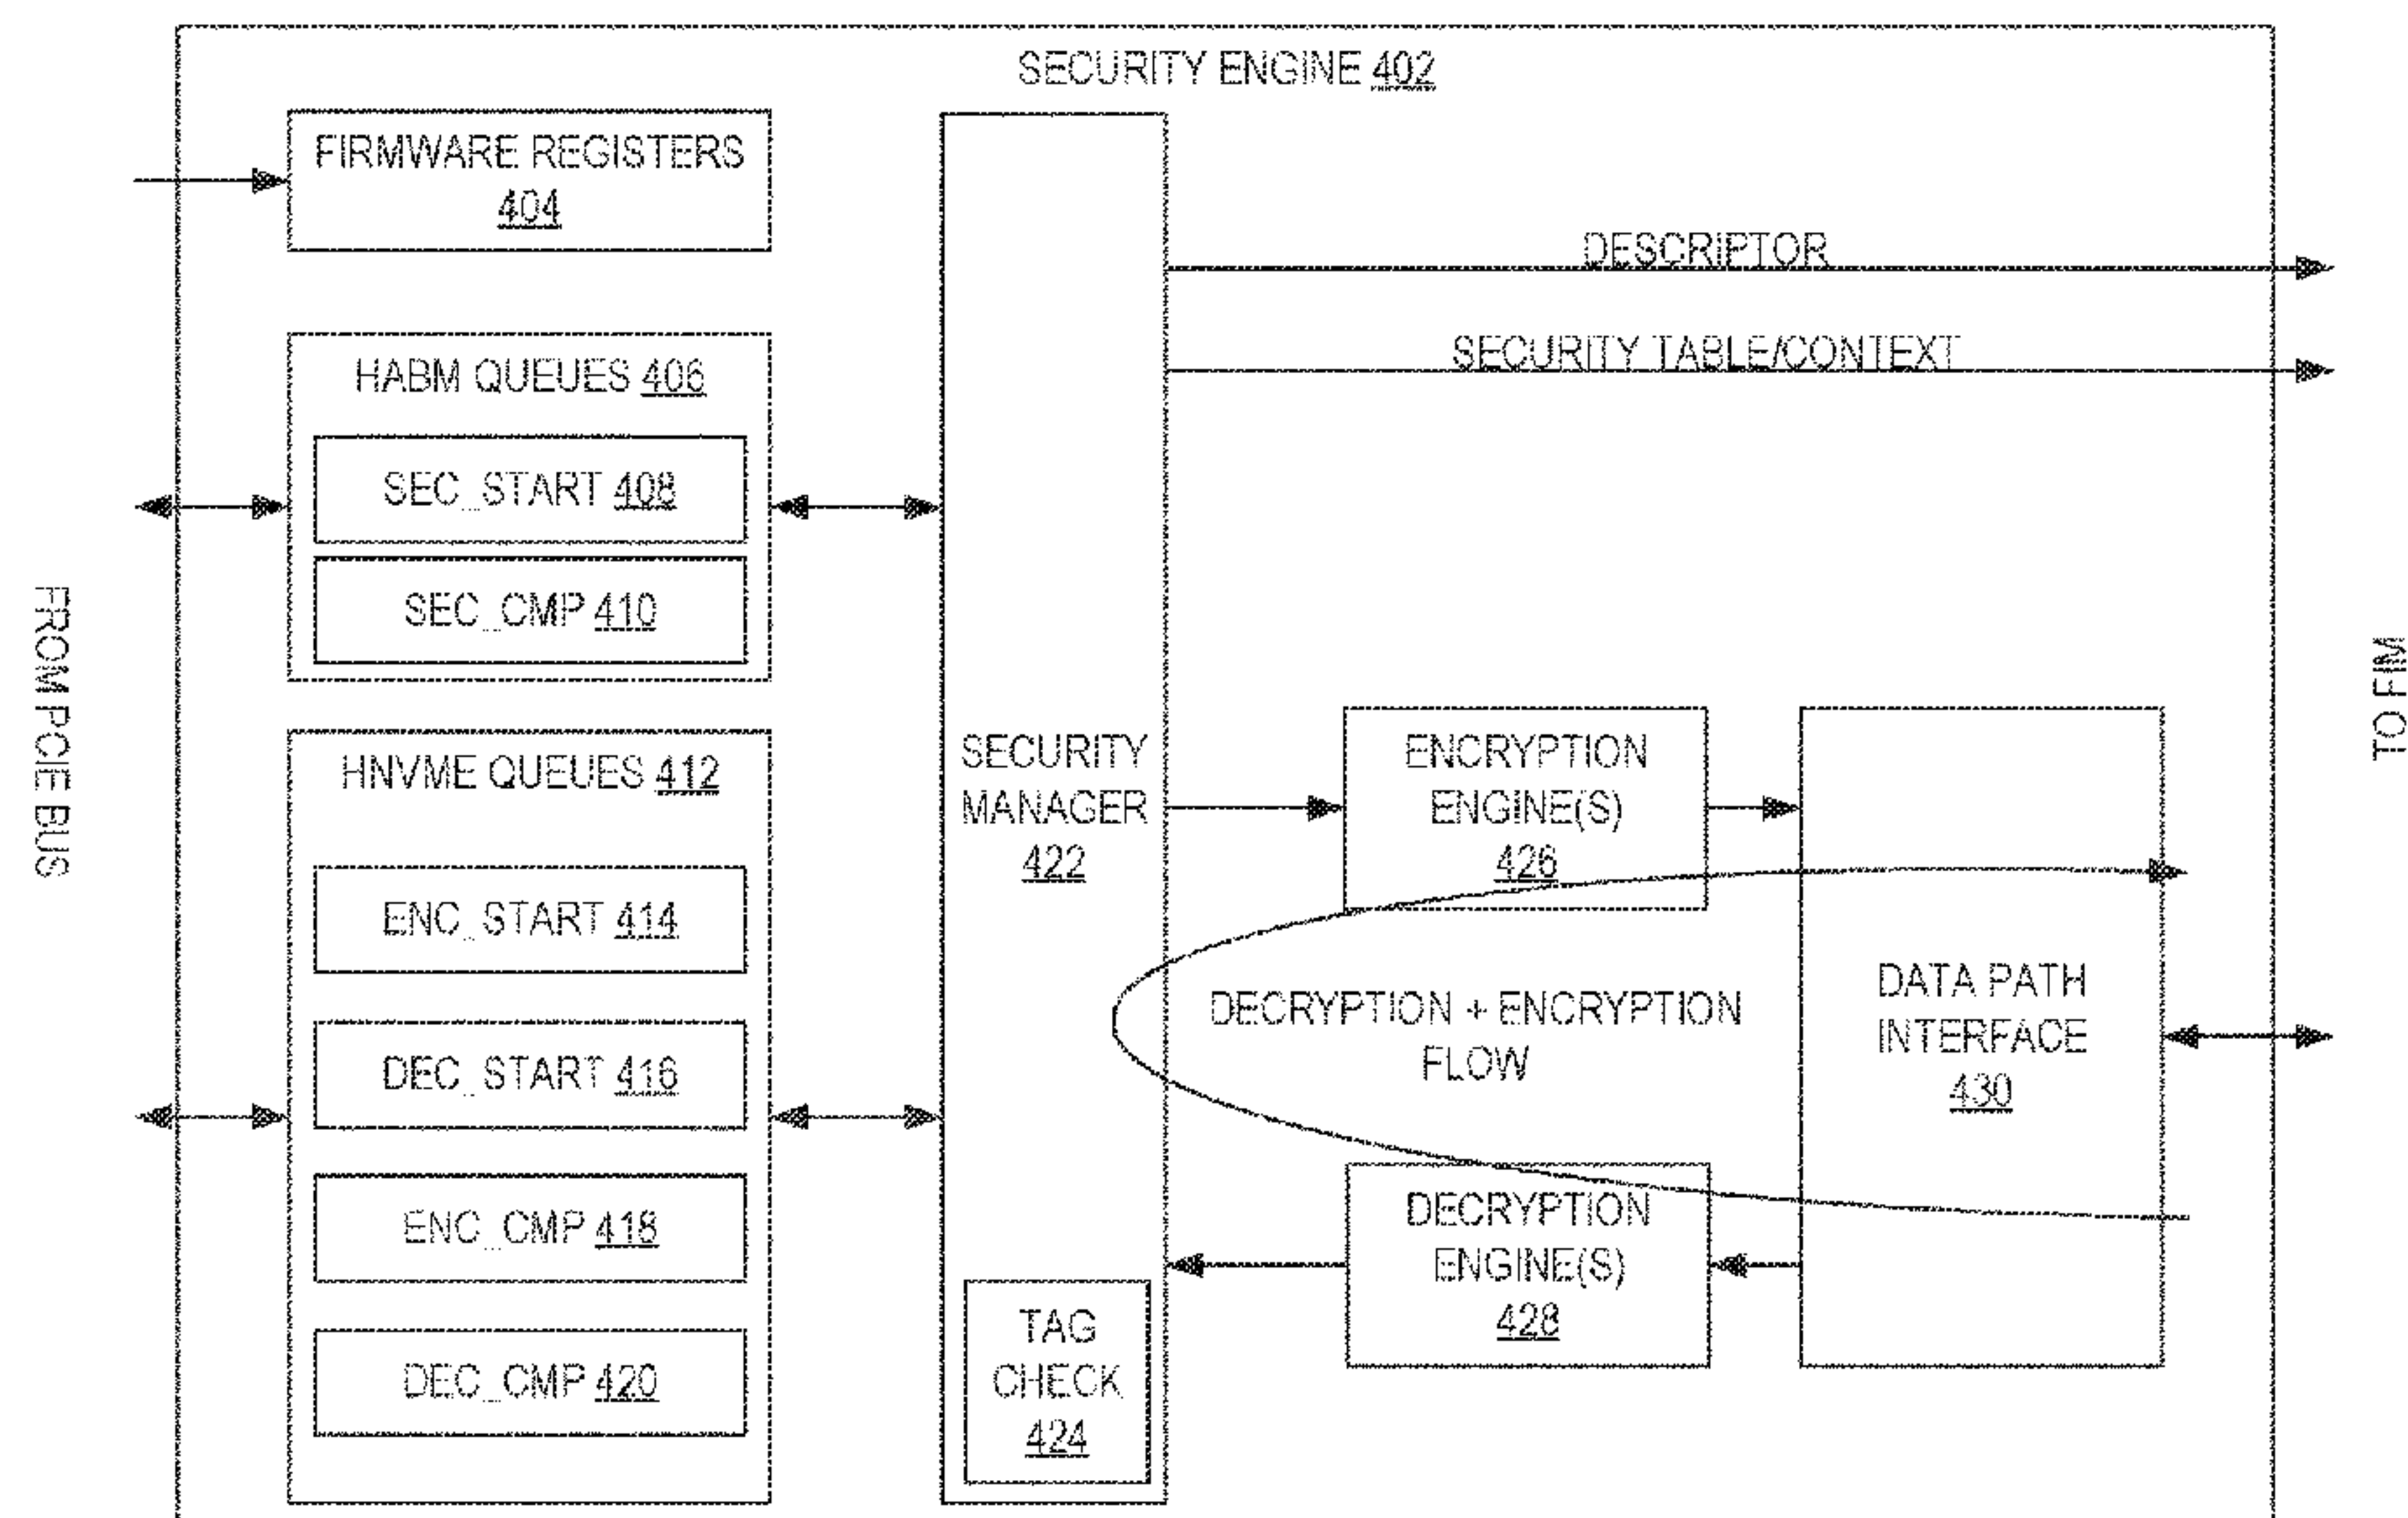 SECURITY ENGINE 402
FIRMWARE REGISTERS
404
HABM QUEUES 406
SEC_START 408
SEC_CMP 410
HNVME QUEUES 412
ENC_START 414
DEC_START 416
ENC_CMP 418
DEC_CMP 420
FROM PCIE BUS
SECURITY
MANAGER
422
TAG
CHECK
424
DESCRIPTOR
SECURITY TABLE/CONTEXT
ENCRYPTION
ENGINE(S)
426
DECRYPTION + ENCRYPTION
FLOW
DECRYPTION
ENGINE(S)
428
DATA PATH
INTERFACE
430
TO FIM